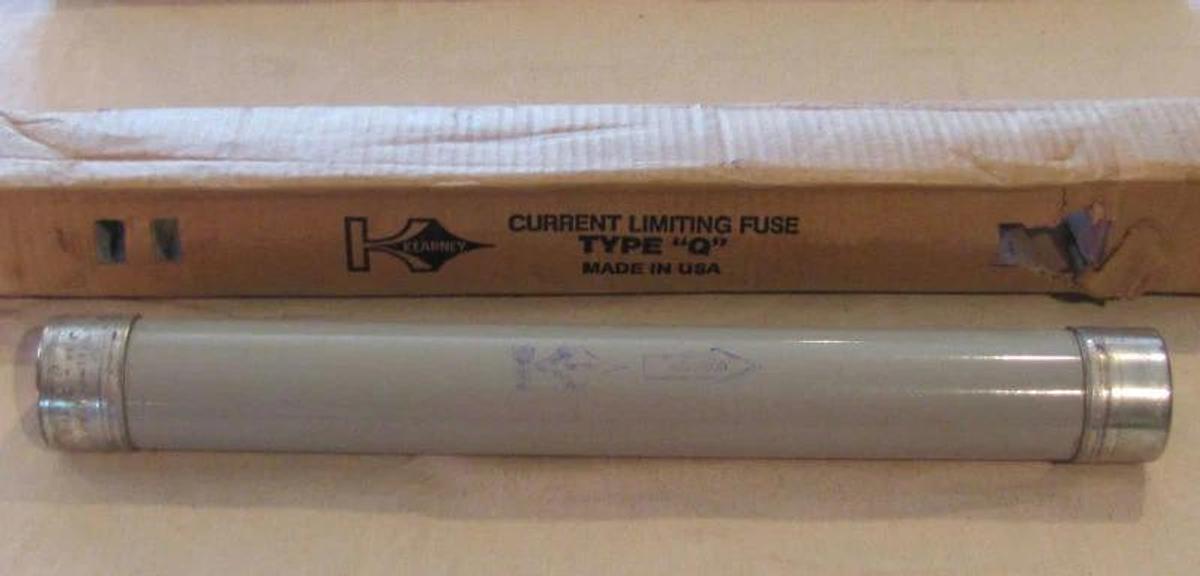 KEARNEY
CURRENT LIMITING FUSE
TYPE "Q"
MADE IN USA